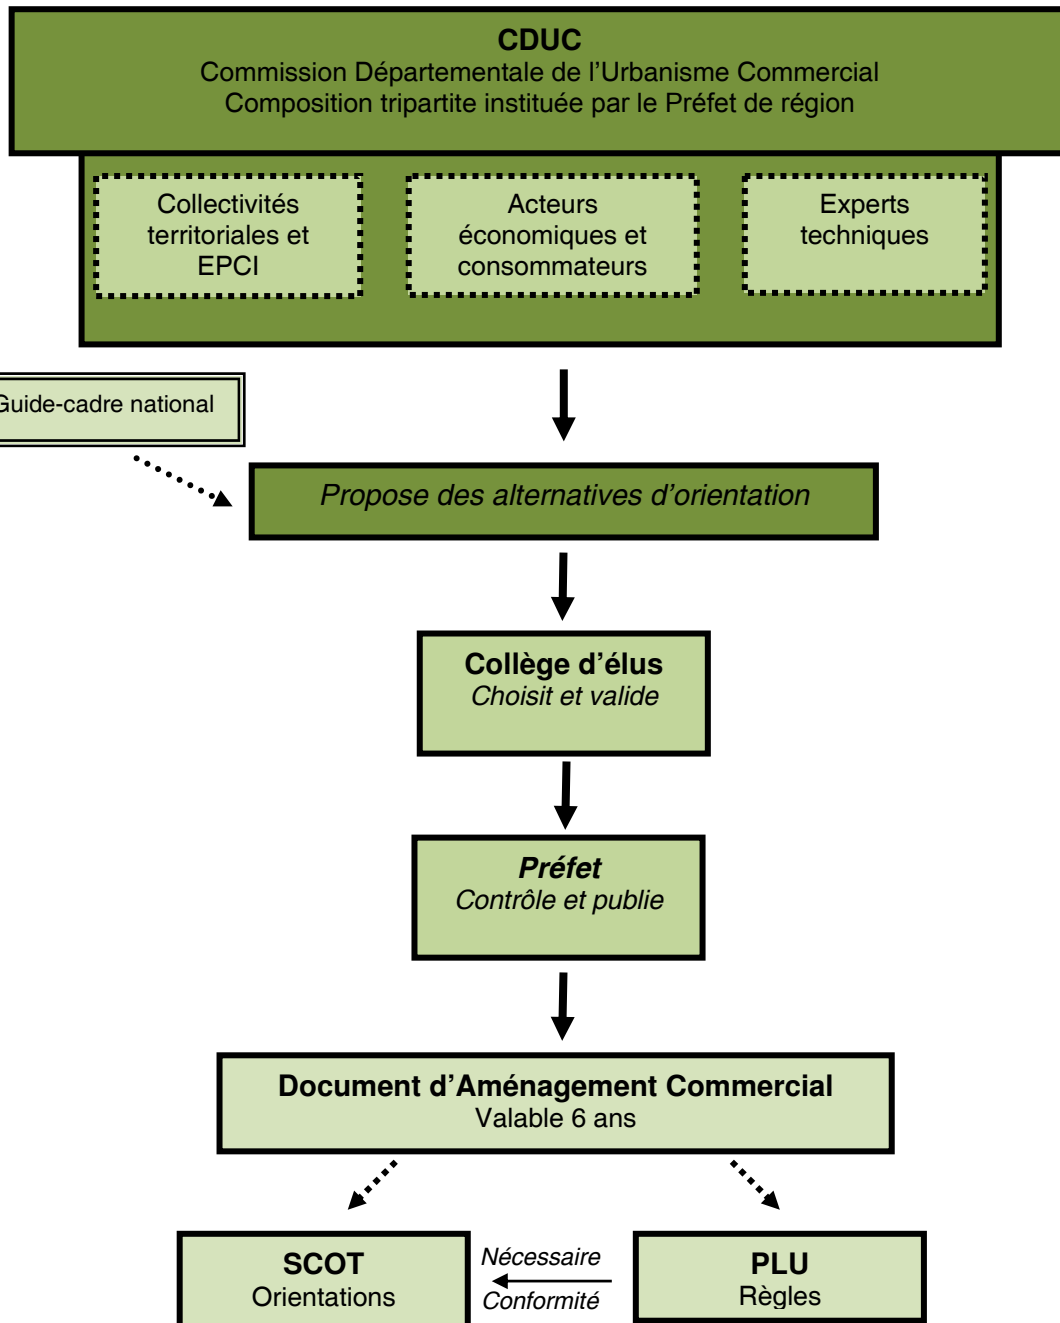 CDUC
Commission Départementale de l'Urbanisme Commercial
Composition tripartite instituée par le Préfet de région
Collectivités
territoriales et
EPCI
Acteurs
économiques et
consommateurs
Experts
techniques
Guide-cadre national
Propose des alternatives d'orientation
Collège d'élus
Choisit et valide
Préfet
Contrôle et publie
Document d'Aménagement Commercial
Valable 6 ans
SCOT
Orientations
Nécessaire
Conformité
PLU
Règles